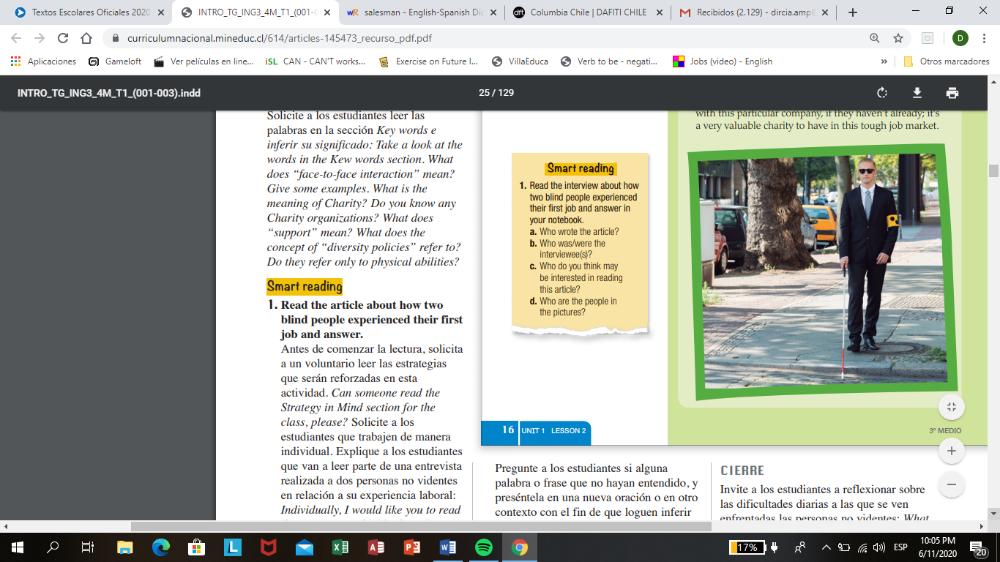 Textos Escolares Oficiales 2020
INTRO_TG_ING3_4M_T1_(001-0
salesman - English-Spanish Dic
Columbia Chile | DAFITI CHILE
Recibidos (2.129) - dircia.amp@
curriculumnacional.mineduc.cl/614/articles-145473_recurso_pdf.pdf
D
Aplicaciones
Gameloft
Ver películas en line...
iSL CAN - CAN'T works...
Exercise on Future I...
VillaEduca
Verb to be - negati...
Jobs (video) - English
»
Otros marcadores
INTRO_TG_ING3_4M_T1_(001-003).indd
25 / 129
Solicite a los estudiantes leer las
palabras en la sección Key words e
inferir su significado: Take a look at the
words in the Kew words section. What
does “face-to-face interaction” mean?
Give some examples. What is the
meaning of Charity? Do you know any
Charity organizations? What does
“support” mean? What does the
concept of “diversity policies” refer to?
Do they refer only to physical abilities?
Smart reading
1. Read the article about how two
blind people experienced their first
job and answer.
Antes de comenzar la lectura, solicita
a un voluntario leer las estrategias
que serán reforzadas en esta
actividad. Can someone read the
Strategy in Mind section for the
class, please? Solicite a los
estudiantes que trabajen de manera
individual. Explique a los estudiantes
que van a leer parte de una entrevista
realizada a dos personas no videntes
en relación a su experiencia laboral:
Individually, I would like you to read
Smart reading
1. Read the interview about how
two blind people experienced
their first job and answer in
your notebook.
a. Who wrote the article?
b. Who was/were the
interviewee(s)?
c. Who do you think may
be interested in reading
this article?
d. Who are the people in
the pictures?
with this particular company, if they haven't already; it's
a very valuable charity to have in this tough job market.
16 UNIT 1 LESSON 2
3º MEDIO
Pregunte a los estudiantes si alguna
palabra o frase que no hayan entendido, y
preséntela en una nueva oración o en otro
contexto con el fin de que loguen inferir
CIERRE
Invite a los estudiantes a reflexionar sobre
las dificultades diarias a las que se ven
enfrentadas las personas no videntes: What
17%
ESP
10:05 PM
6/11/2020
20